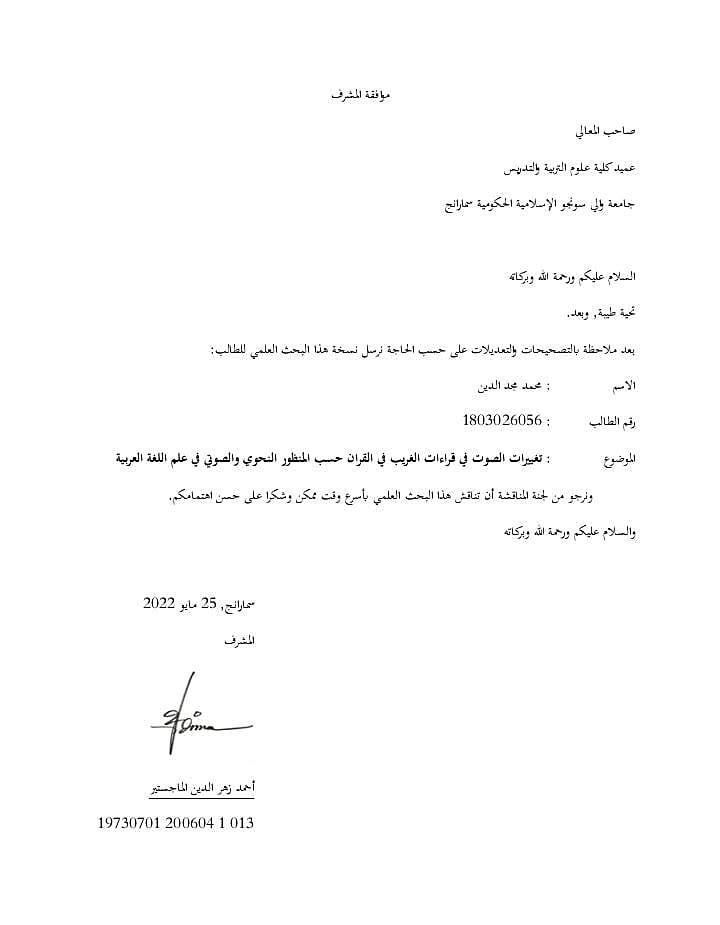 موافقة المشرف
صاحب المعالي
عميد كلية علوم التربية والتدريس
جامعة والي سونجو الإسلامية الحكومية سمارانج
السلام عليكم ورحمة الله وبركاته
تحية طيبة, وبعد.
بعد ملاحظة بالتصحيحات والتعديلات على حسب الحاجة نرسل نسخة هذا البحث العلمي للطالب:
الاسم : محمد مجد الدين
رقم الطالب : 1803026056
الموضوع : تغييرات الصوت في قراءات الغريب في القران حسب المنظور النحوي والصوتي في علم اللغة العربية
ونرجو من لجنة المناقشة أن تناقش هذا البحث العلمي بأسرع وقت ممكن وشكرا على حسن اهتمامكم.
والسلام عليكم ورحمة الله وبركاته
سمارانج, 25 مايو 2022
المشرف
أحمد زهر الدين الماجستير
19730701 200604 1 013